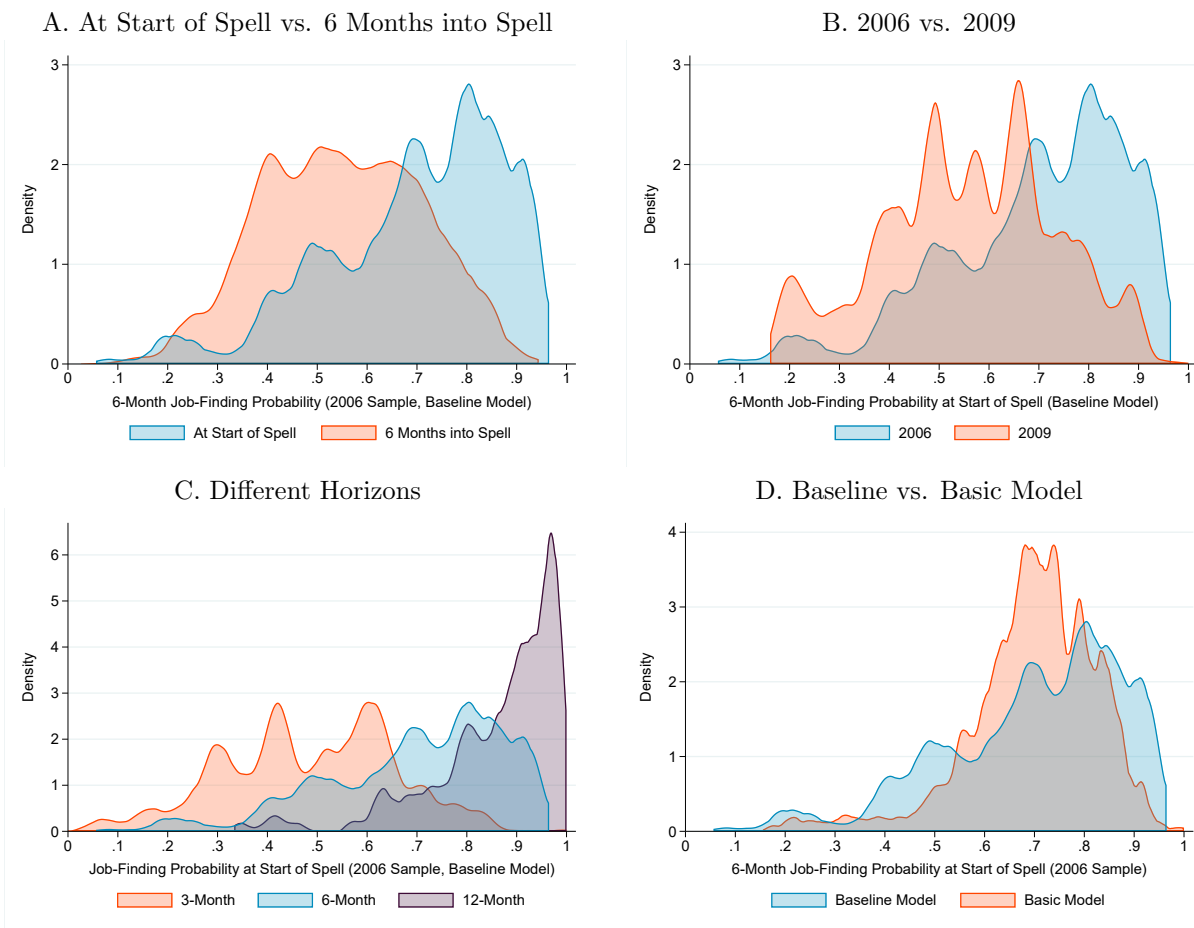 A. At Start of Spell vs. 6 Months into Spell
3
2
1
0
Density
0 .1 .2 .3 .4 .5 .6 .7 .8 .9 1
6-Month Job-Finding Probability (2006 Sample, Baseline Model)
At Start of Spell 6 Months into Spell
B. 2006 vs. 2009
3
2
1
0
Density
0 .1 .2 .3 .4 .5 .6 .7 .8 .9 1
6-Month Job-Finding Probability at Start of Spell (Baseline Model)
2006 2009
C. Different Horizons
6
5
4
3
2
1
0
Density
0 .1 .2 .3 .4 .5 .6 .7 .8 .9 1
Job-Finding Probability at Start of Spell (2006 Sample, Baseline Model)
3-Month 6-Month 12-Month
D. Baseline vs. Basic Model
4
3
2
1
0
Density
0 .1 .2 .3 .4 .5 .6 .7 .8 .9 1
6-Month Job-Finding Probability at Start of Spell (2006 Sample)
Baseline Model Basic Model